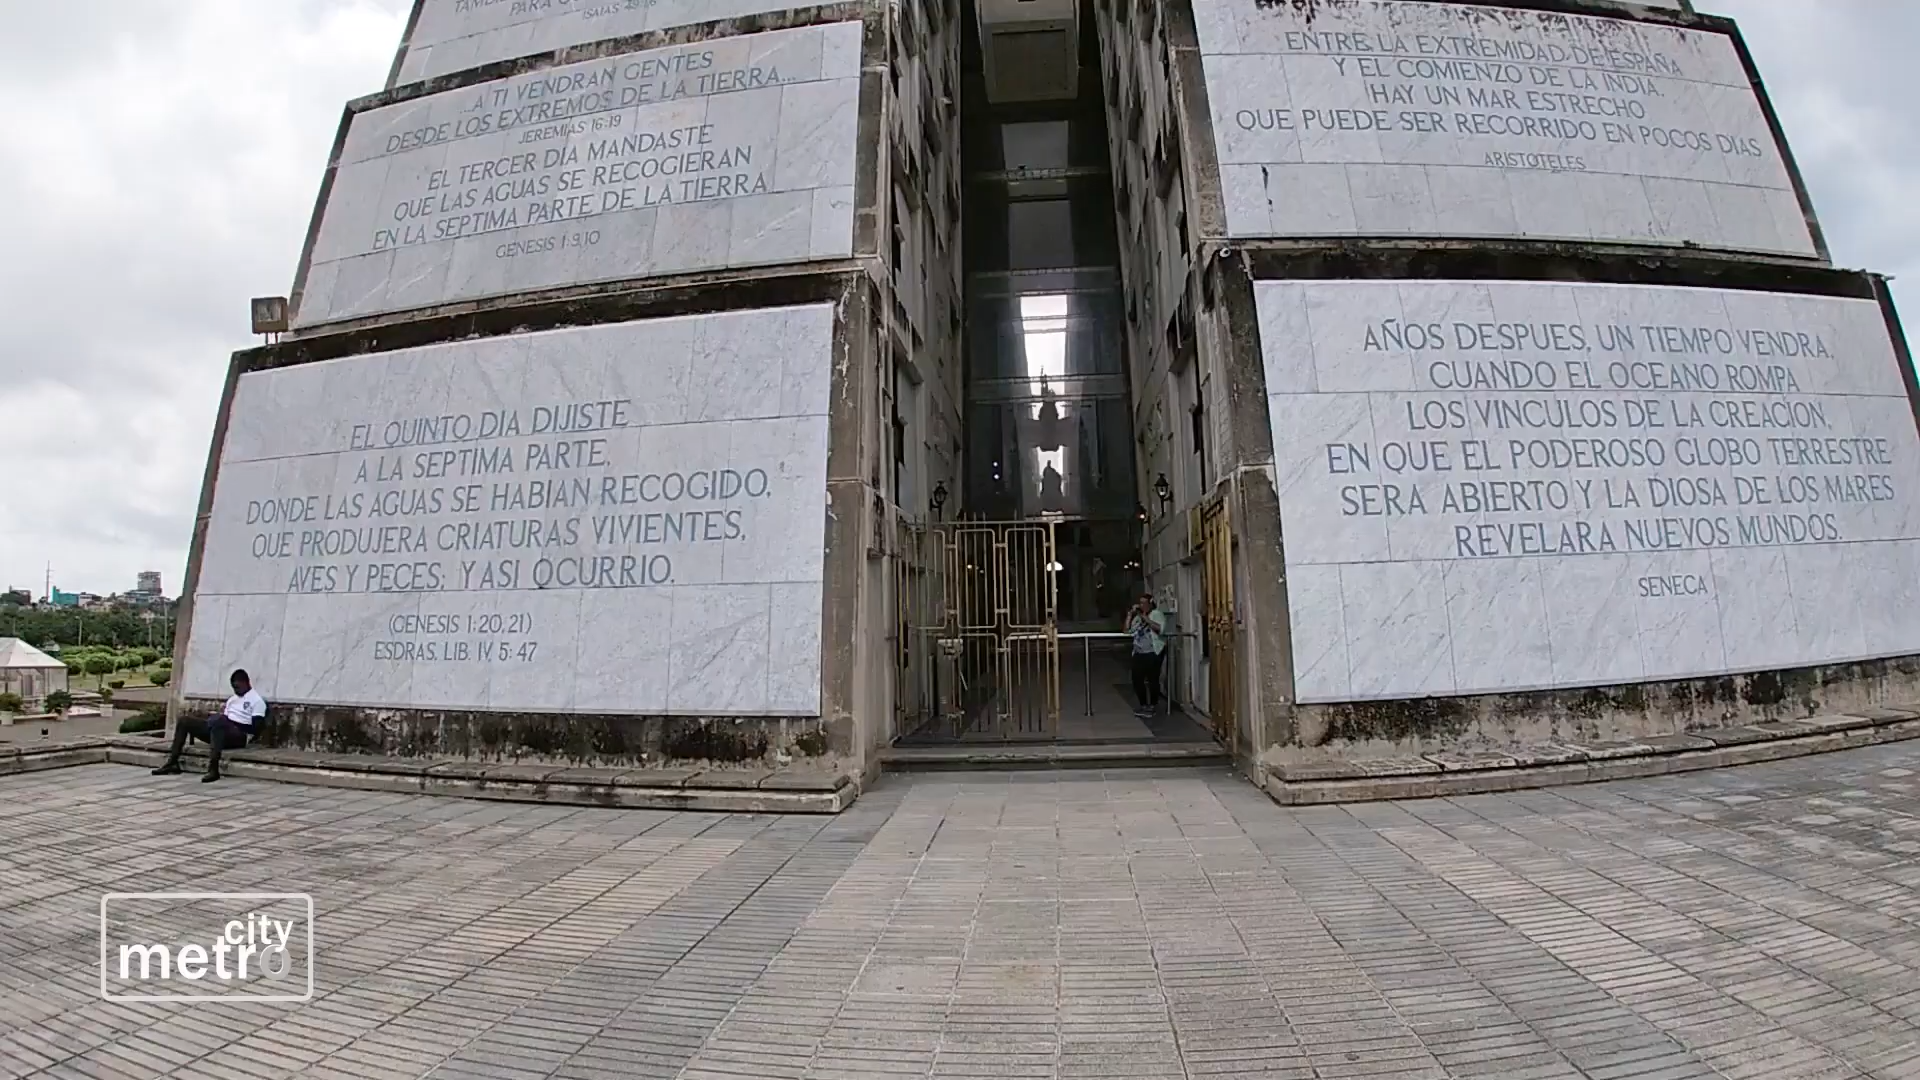 PARA
ISAIAS 49:6
...A TI VENDRAN GENTES
DESDE LOS EXTREMOS DE LA TIERRA...
JEREMIAS 16:19
EL TERCER DIA MANDASTE
QUE LAS AGUAS SE RECOGIERAN
EN LA SEPTIMA PARTE DE LA TIERRA
GENESIS 1:9,10
EL QUINTO DIA DIJISTE
A LA SEPTIMA PARTE,
DONDE LAS AGUAS SE HABIAN RECOGIDO,
QUE PRODUJERA CRIATURAS VIVIENTES,
AVES Y PECES; Y ASI OCURRIO.
(GENESIS 1:20,21)
ESDRAS, LIB. IV, 5:47
ENTRE LA EXTREMIDAD DE ESPAÑA
Y EL COMIENZO DE LA INDIA,
HAY UN MAR ESTRECHO
QUE PUEDE SER RECORRIDO EN POCOS DIAS
ARISTOTELES
AÑOS DESPUES, UN TIEMPO VENDRA,
CUANDO EL OCEANO ROMPA
LOS VINCULOS DE LA CREACION,
EN QUE EL PODEROSO GLOBO TERRESTRE
SERA ABIERTO Y LA DIOSA DE LOS MARES
REVELARA NUEVOS MUNDOS.
SENECA
city
metro